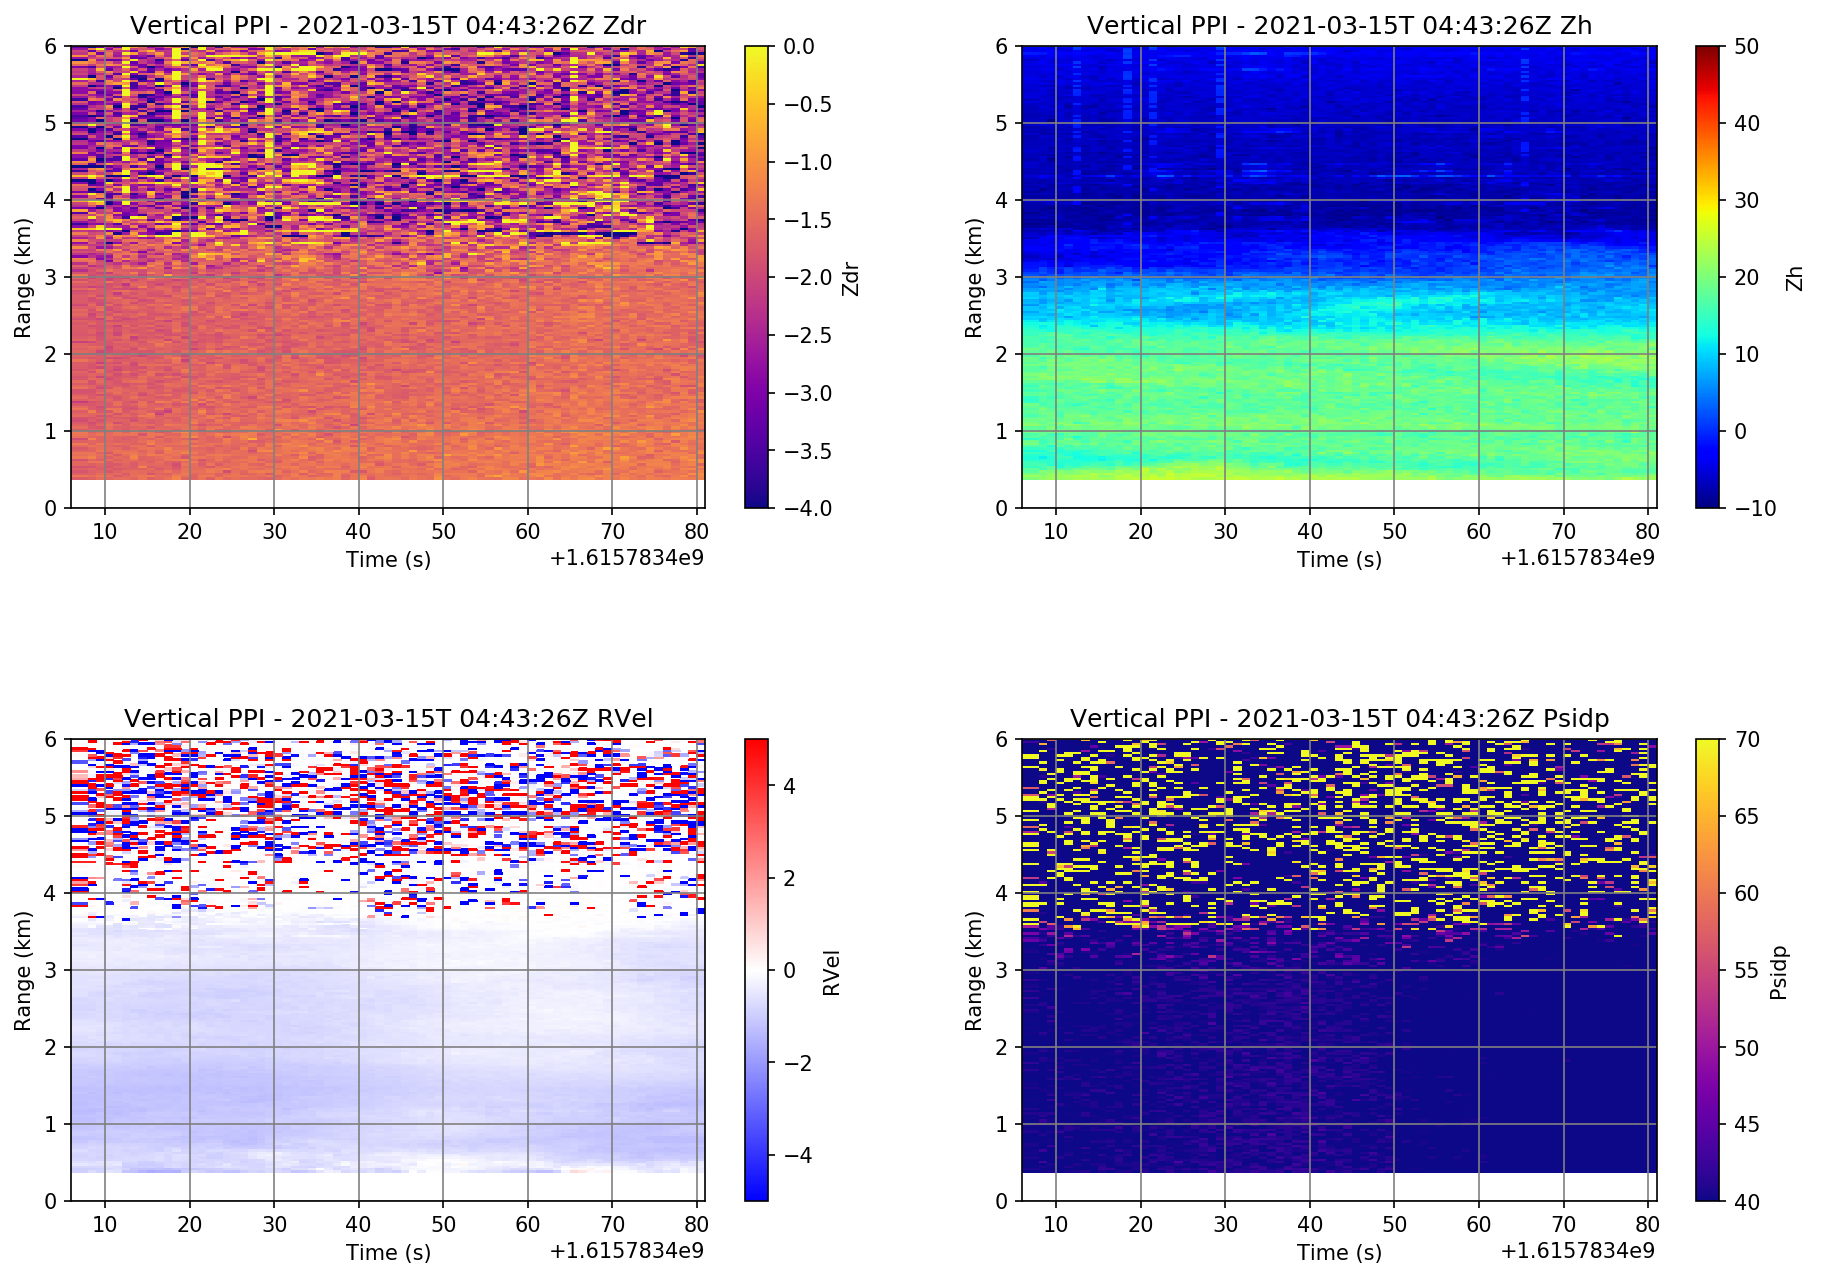 Vertical PPI - 2021-03-15T 04:43:26Z Zdr
6
5
4
3
2
1
0
Range (km)
10 20 30 40 50 60 70 80
Time (s)
+1.6157834e9
0.0
−0.5
−1.0
−1.5
−2.0
−2.5
−3.0
−3.5
−4.0
Zdr
Vertical PPI - 2021-03-15T 04:43:26Z Zh
6
5
4
3
2
1
0
Range (km)
10 20 30 40 50 60 70 80
Time (s)
+1.6157834e9
50
40
30
20
10
0
−10
Zh
Vertical PPI - 2021-03-15T 04:43:26Z RVel
6
5
4
3
2
1
0
Range (km)
10 20 30 40 50 60 70 80
Time (s)
+1.6157834e9
4
2
0
−2
−4
RVel
Vertical PPI - 2021-03-15T 04:43:26Z Psidp
6
5
4
3
2
1
0
Range (km)
10 20 30 40 50 60 70 80
Time (s)
+1.6157834e9
70
65
60
55
50
45
40
Psidp